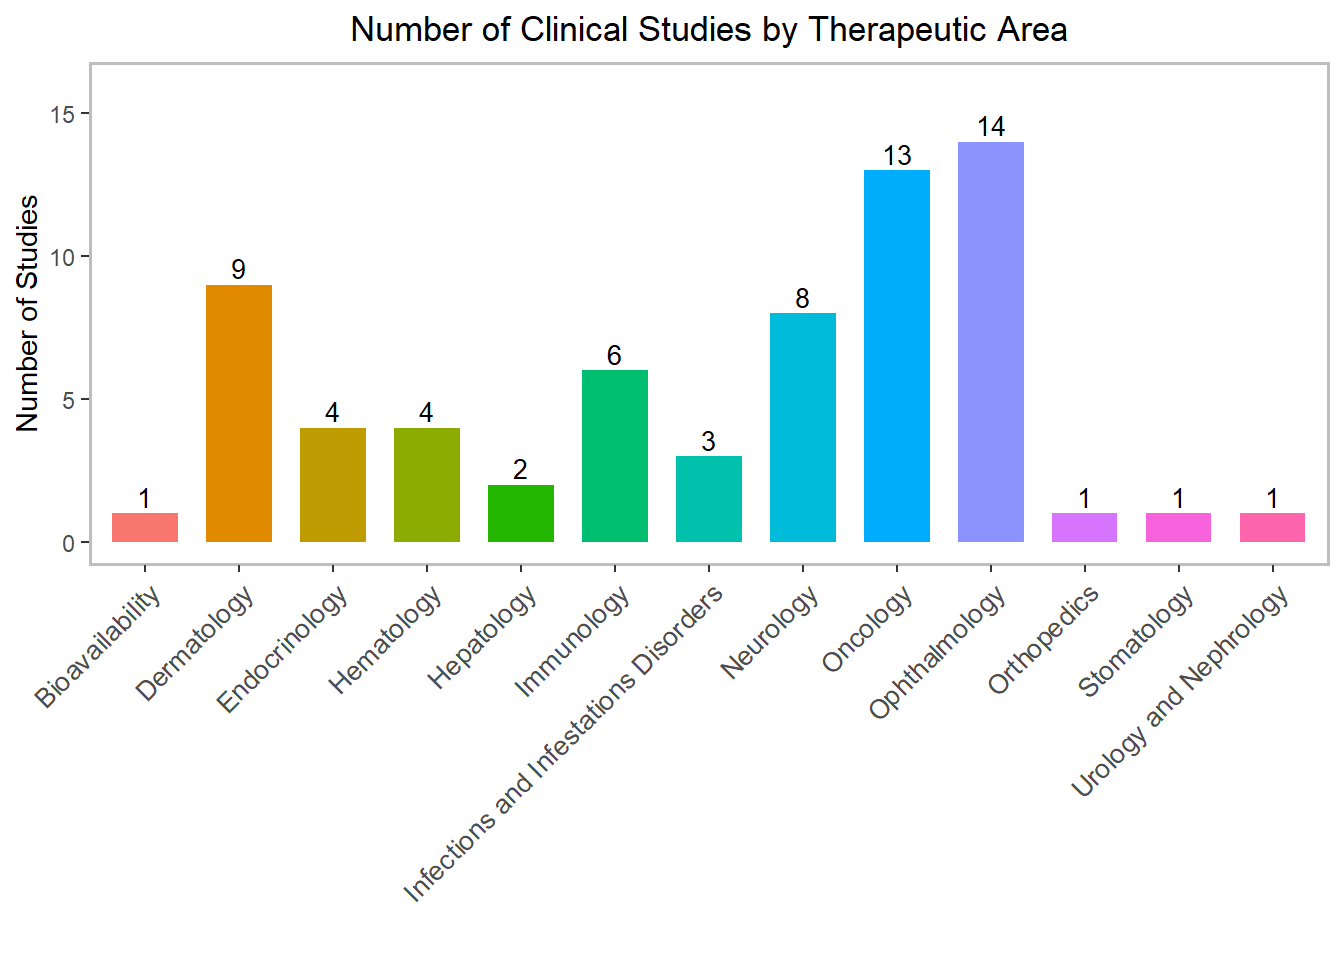 Number of Clinical Studies by Therapeutic Area
Number of Studies
15
10
5
0
1
9
4
4
2
6
3
8
13
14
1
1
1
Bioavailability
Dermatology
Endocrinology
Hematology
Hepatology
Immunology
Infections and Infestations Disorders
Neurology
Oncology
Ophthalmology
Orthopedics
Stomatology
Urology and Nephrology